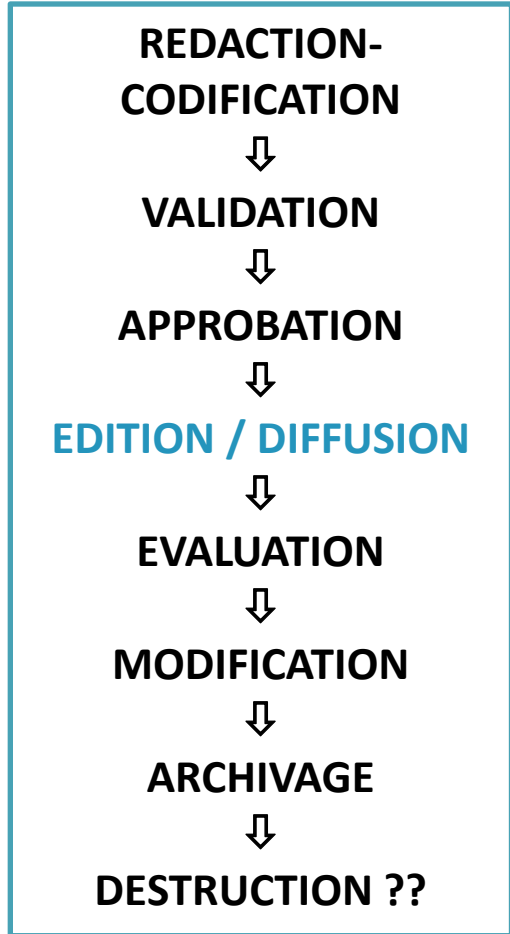 REDACTION-
CODIFICATION
⇩
VALIDATION
⇩
APPROBATION
⇩
EDITION / DIFFUSION
⇩
EVALUATION
⇩
MODIFICATION
⇩
ARCHIVAGE
⇩
DESTRUCTION ??